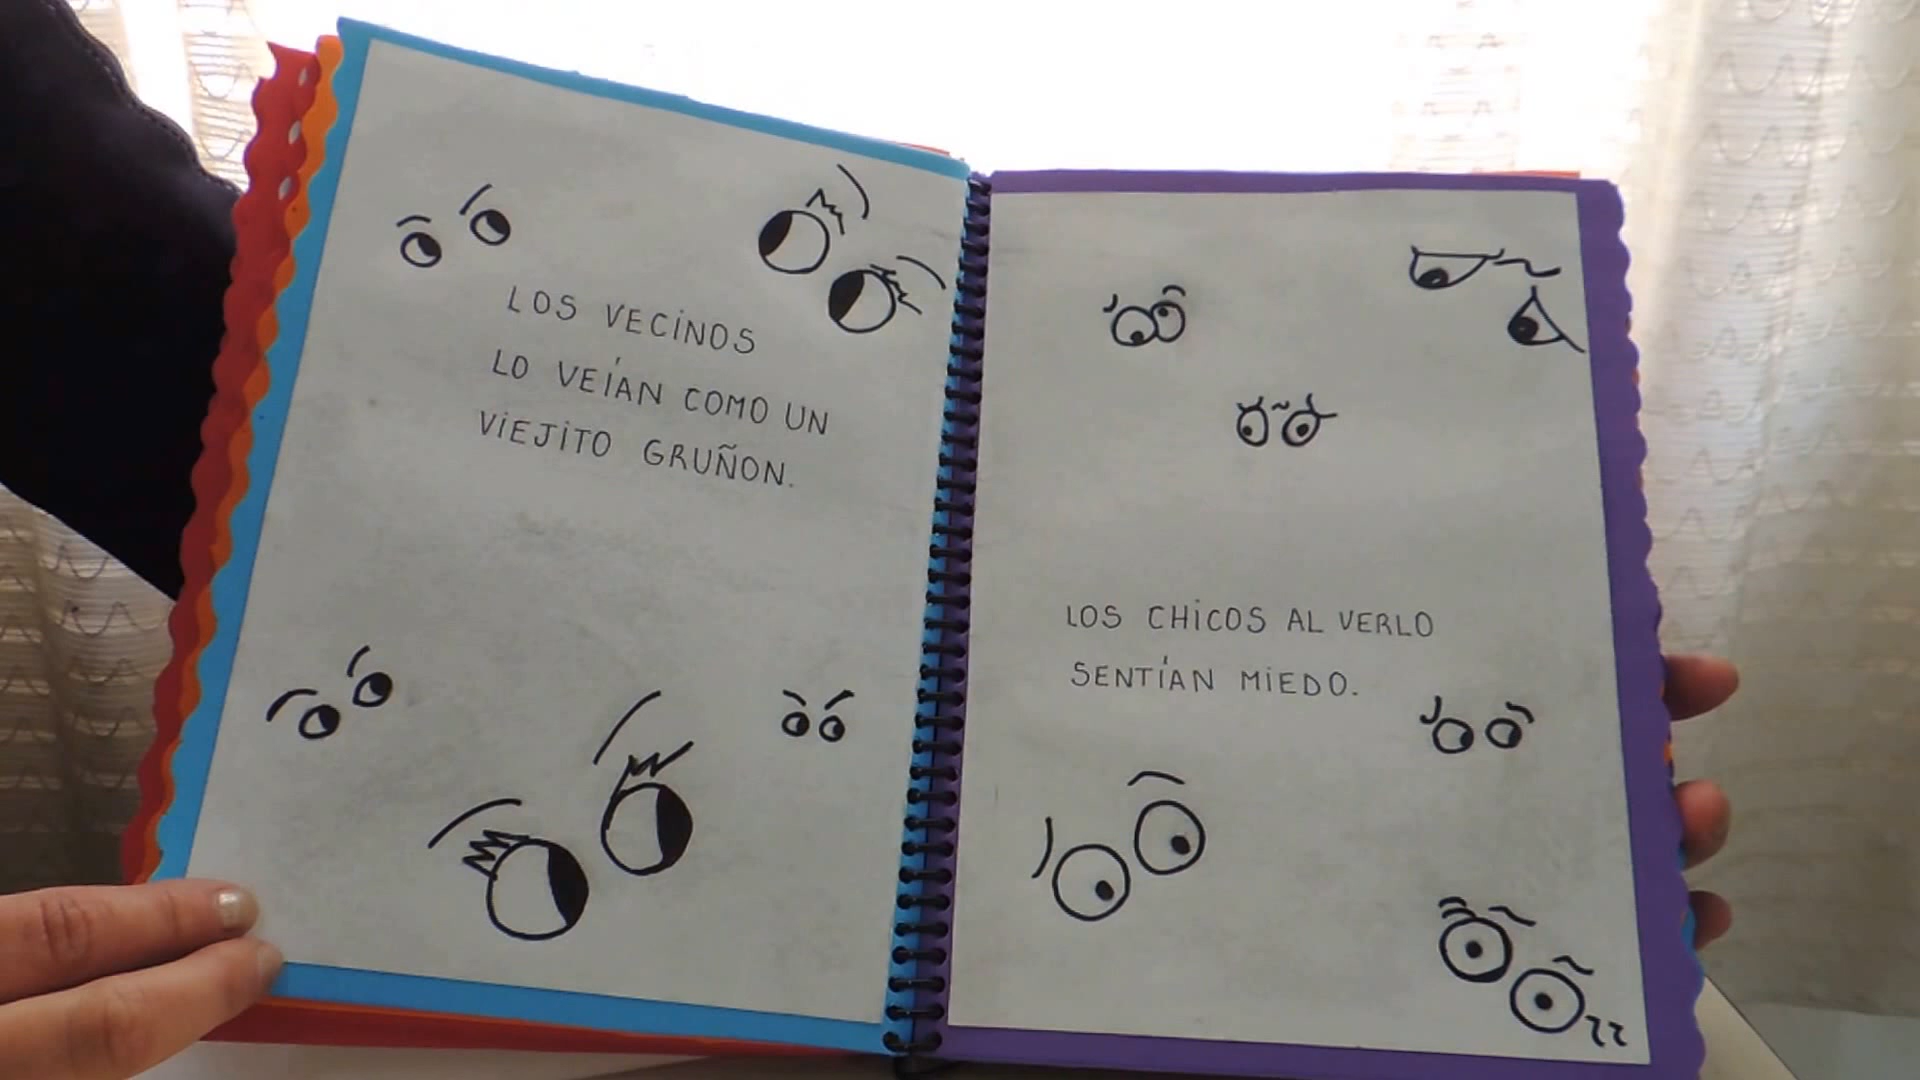 LOS VECINOS
LO VEÍAN COMO UN
VIEJITO GRUÑON.
LOS CHICOS AL VERLO
SENTÍAN MIEDO.